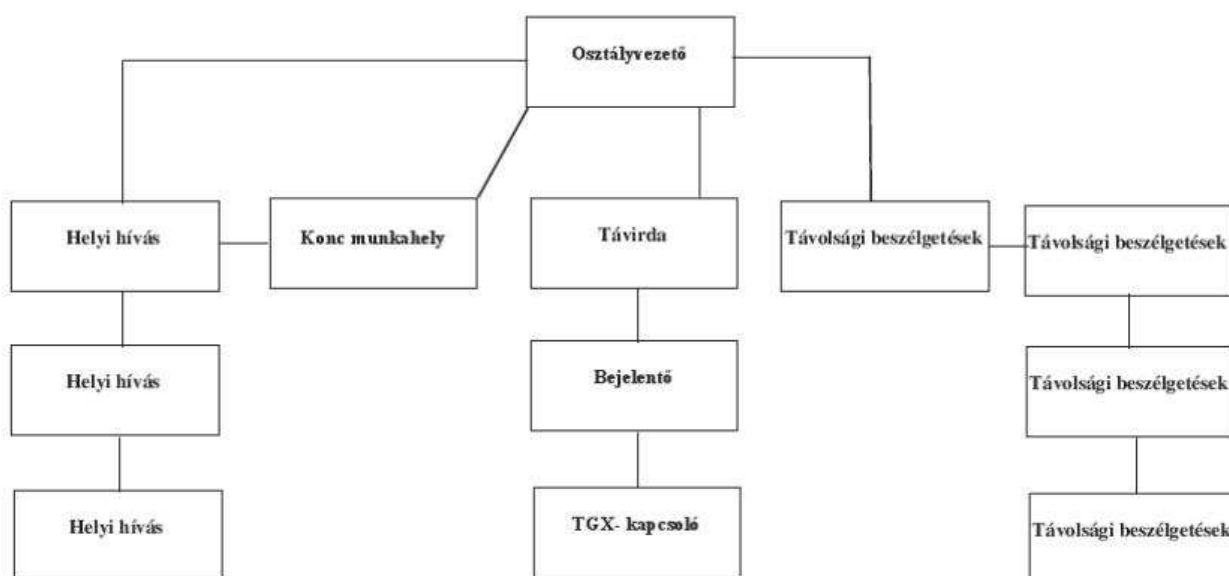 Osztályvezető
Helyi hívás
Konc munkahely
Távirda
Távolsági beszélgetések
Távolsági beszélgetések
Helyi hívás
Bejelentő
Távolsági beszélgetések
Helyi hívás
TGX- kapcsoló
Távolsági beszélgetések